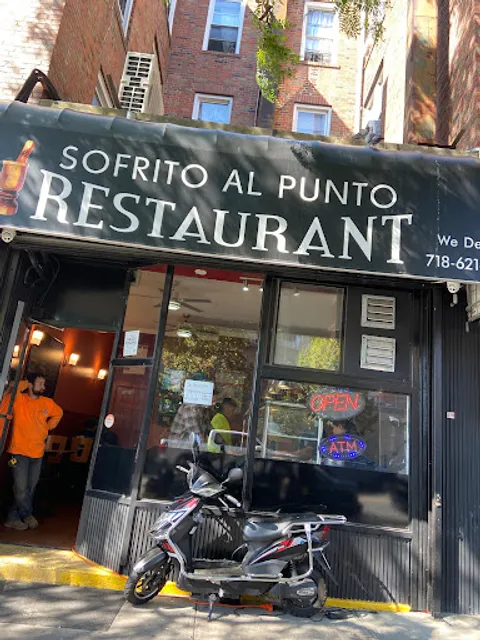 SOFRITO AL PUNTO
RESTAURANT
We De
718-621
OPEN
ATM